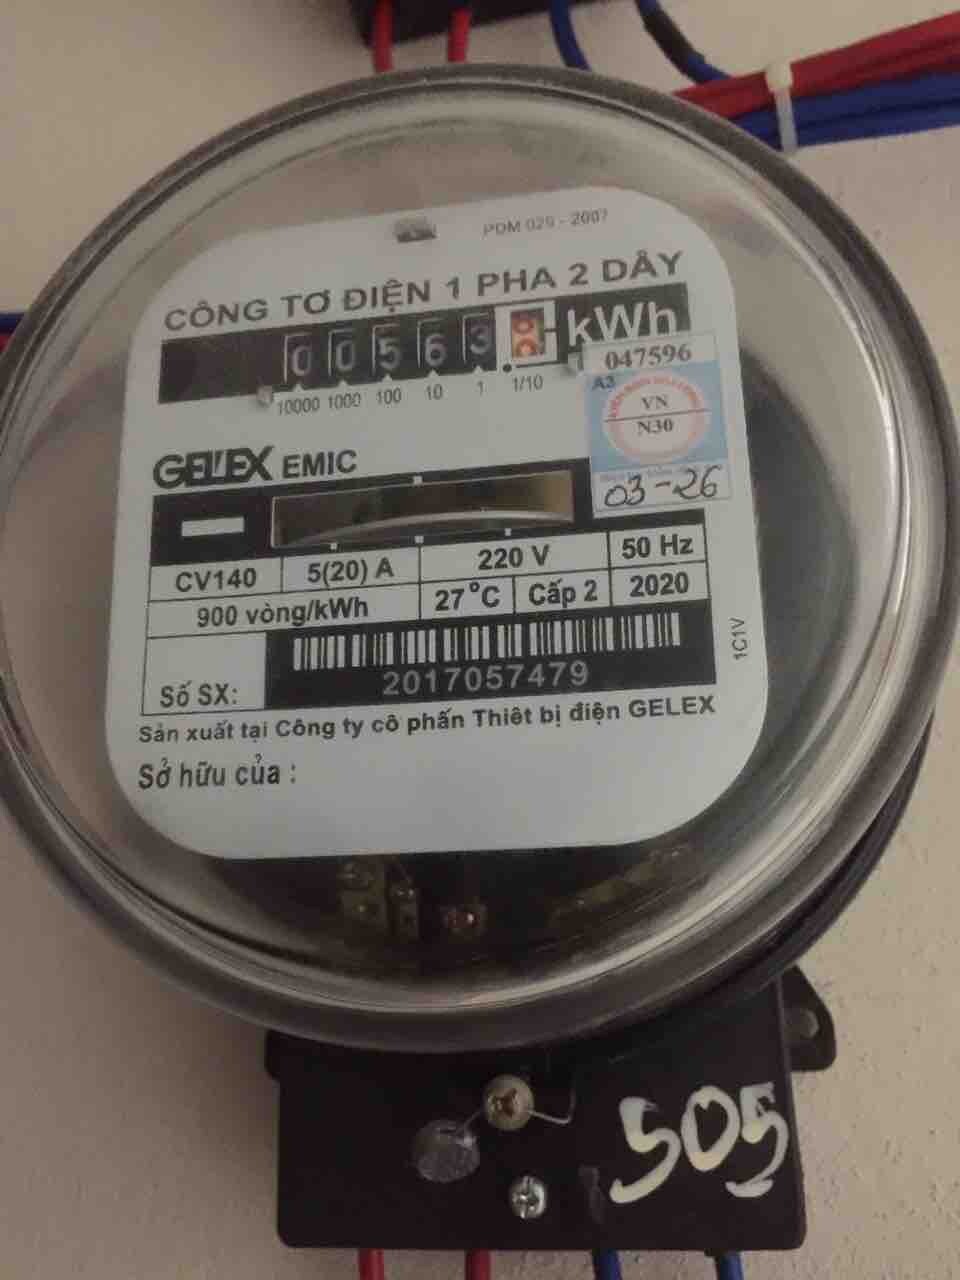 PDM 029 - 2007
CÔNG TƠ ĐIỆN 1 PHA 2 DÂY
0 0 5 6 3 kWh
10000 1000 100 10 1 1/10
047596
A3
VN
N30
03-26
GELEX EMIC
CV140 5(20) A 220 V 50 Hz
900 vòng/kWh 27°C Cấp 2 2020
1C1V
Số SX: 2017057479
Sản xuất tại Công ty cổ phần Thiết bị điện GELEX
Sở hữu của :
505